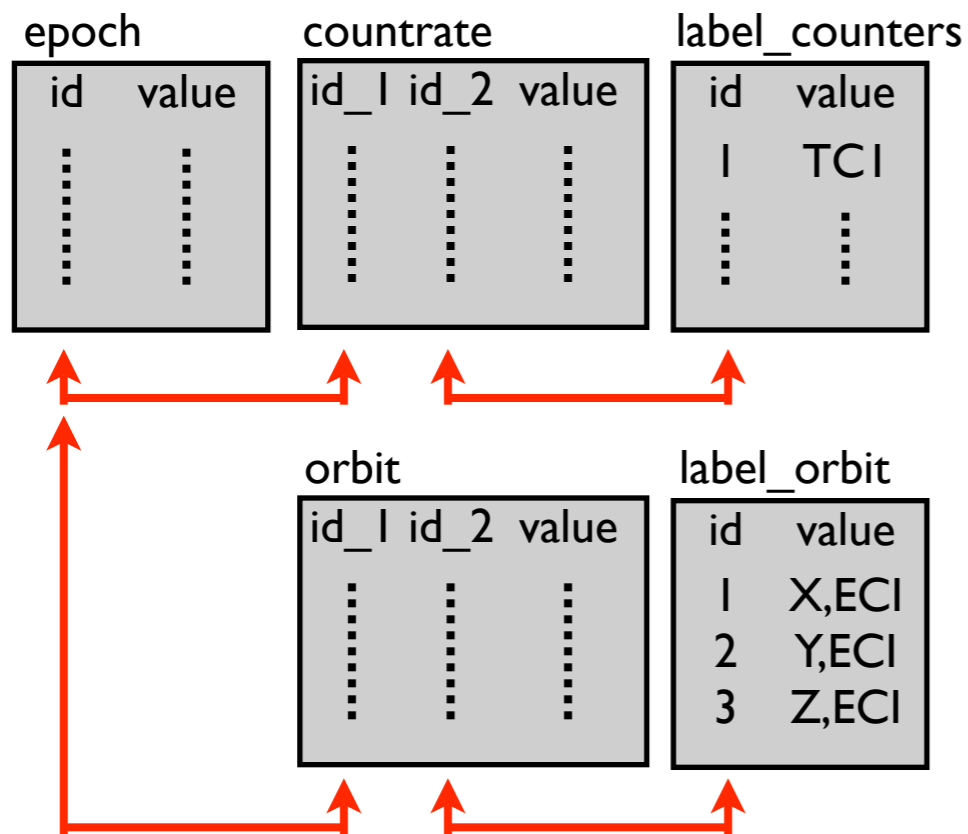 epoch countrate label_counters
id value id_1 id_2 value id value
1 TC1
orbit label_orbit
id_1 id_2 value id value
1 X,ECI
2 Y,ECI
3 Z,ECI